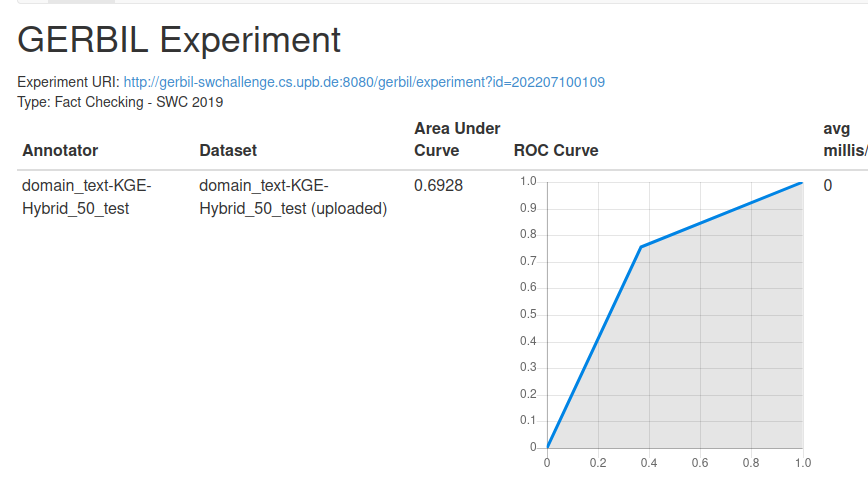 GERBIL Experiment
Experiment URI: http://gerbil-swchallenge.cs.upb.de:8080/gerbil/experiment?id=202207100109
Type: Fact Checking - SWC 2019
Annotator Dataset Area Under Curve ROC Curve avg millis/
domain_text-KGE-Hybrid_50_test domain_text-KGE-Hybrid_50_test (uploaded) 0.6928 0
1.0
0.9
0.8
0.7
0.6
0.5
0.4
0.3
0.2
0.1
0
0 0.2 0.4 0.6 0.8 1.0